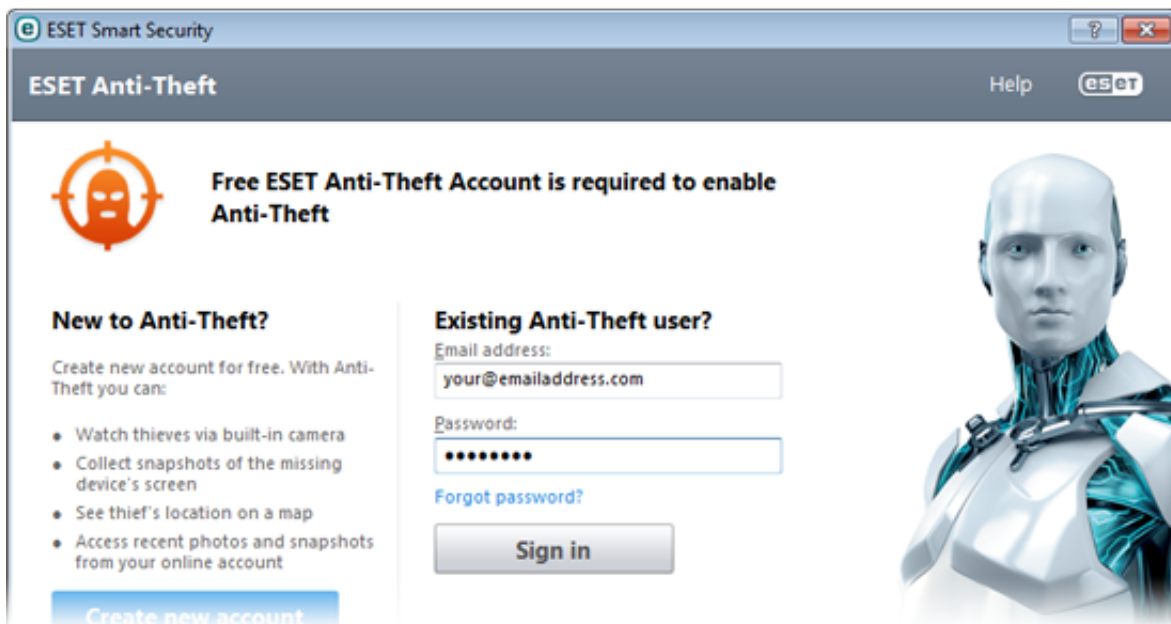 ESET Smart Security
ESET Anti-Theft
Help
eset
Free ESET Anti-Theft Account is required to enable
Anti-Theft
New to Anti-Theft?
Create new account for free. With Anti-
Theft you can:
• Watch thieves via built-in camera
• Collect snapshots of the missing
device's screen
• See thief's location on a map
• Access recent photos and snapshots
from your online account
Create new account
Existing Anti-Theft user?
Email address:
your@emailaddress.com
Password:
••••••••
Forgot password?
Sign in